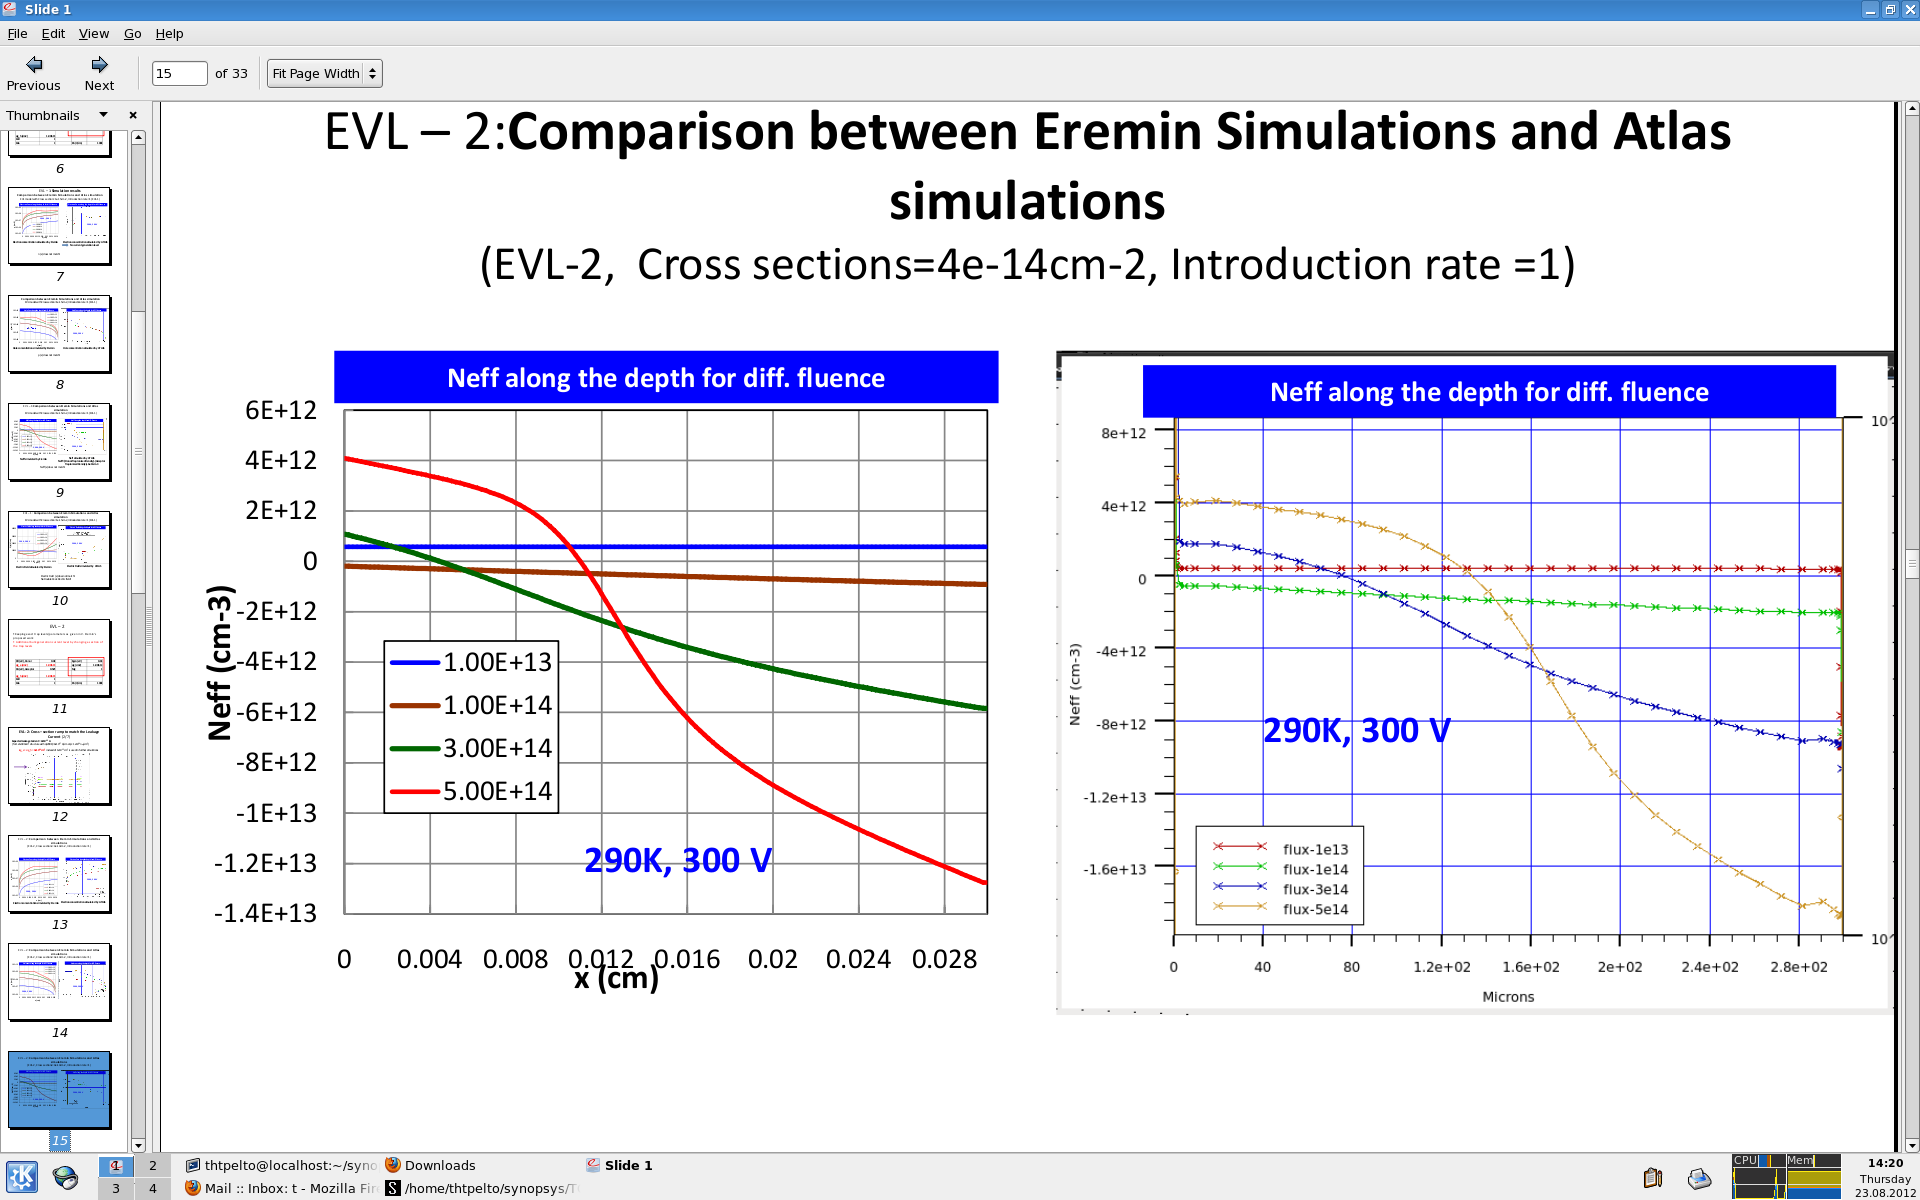 Slide 1
File Edit View Go Help
Previous Next
15 of 33
Fit Page Width
Thumbnails
6
7
8
9
10
11
12
13
14
15
EVL – 2:Comparison between Eremin Simulations and Atlas
simulations
(EVL-2, Cross sections=4e-14cm-2, Introduction rate =1)
Neff along the depth for diff. fluence
6E+12
4E+12
2E+12
0
-2E+12
-4E+12
-6E+12
-8E+12
-1E+13
-1.2E+13
-1.4E+13
Neff (cm-3)
1.00E+13
1.00E+14
3.00E+14
5.00E+14
290K, 300 V
0 0.004 0.008 0.012 0.016 0.02 0.024 0.028
x (cm)
Neff along the depth for diff. fluence
8e+12
4e+12
0
-4e+12
-8e+12
-1.2e+13
-1.6e+13
Neff (cm-3)
290K, 300 V
flux-1e13
flux-1e14
flux-3e14
flux-5e14
0 40 80 1.2e+02 1.6e+02 2e+02 2.4e+02 2.8e+02
Microns
1 2
3 4
thtpelto@localhost:~/syno
Downloads
Slide 1
Mail :: Inbox: t - Mozilla Fir
/home/thtpelto/synopsys/T
CPU Mem
14:20
Thursday
23.08.2012